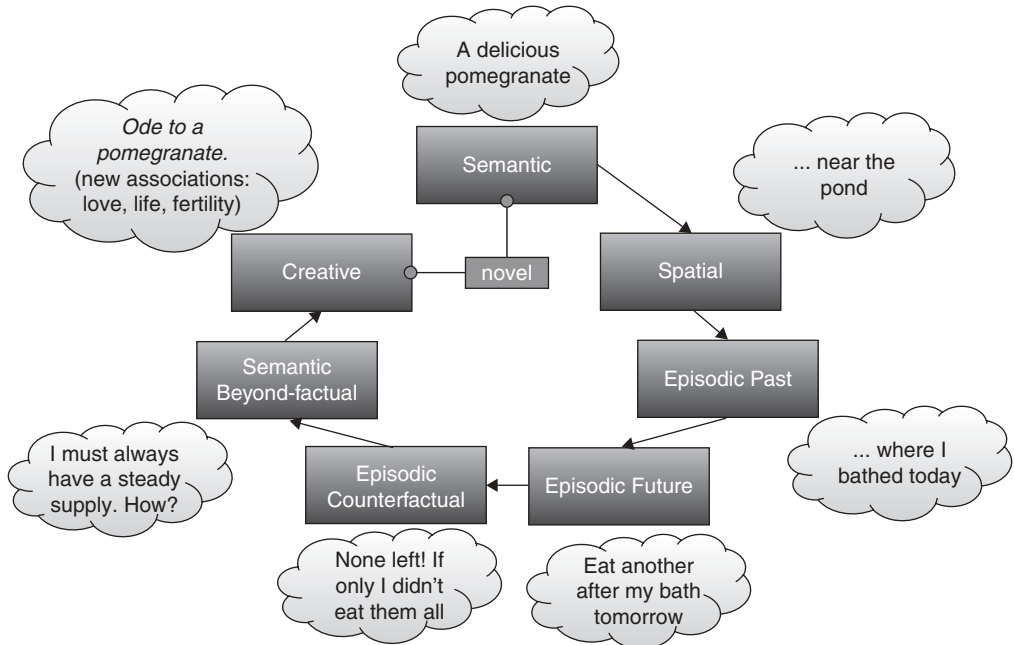 A delicious
pomegranate
Semantic
... near the
pond
Spatial
Episodic Past
... where I
bathed today
Episodic Future
Eat another
after my bath
tomorrow
Episodic
Counterfactual
None left! If
only I didn't
eat them all
Semantic
Beyond-factual
I must always
have a steady
supply. How?
Creative
Ode to a
pomegranate.
(new associations:
love, life, fertility)
novel